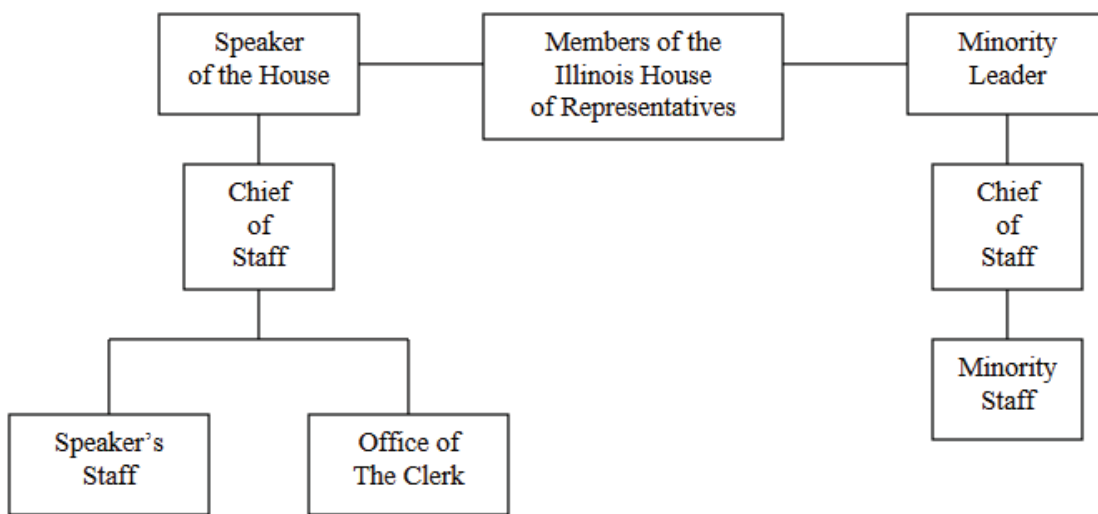 Speaker
of the House
Members of the
Illinois House
of Representatives
Minority
Leader
Chief
of
Staff
Chief
of
Staff
Minority
Staff
Speaker’s
Staff
Office of
The Clerk